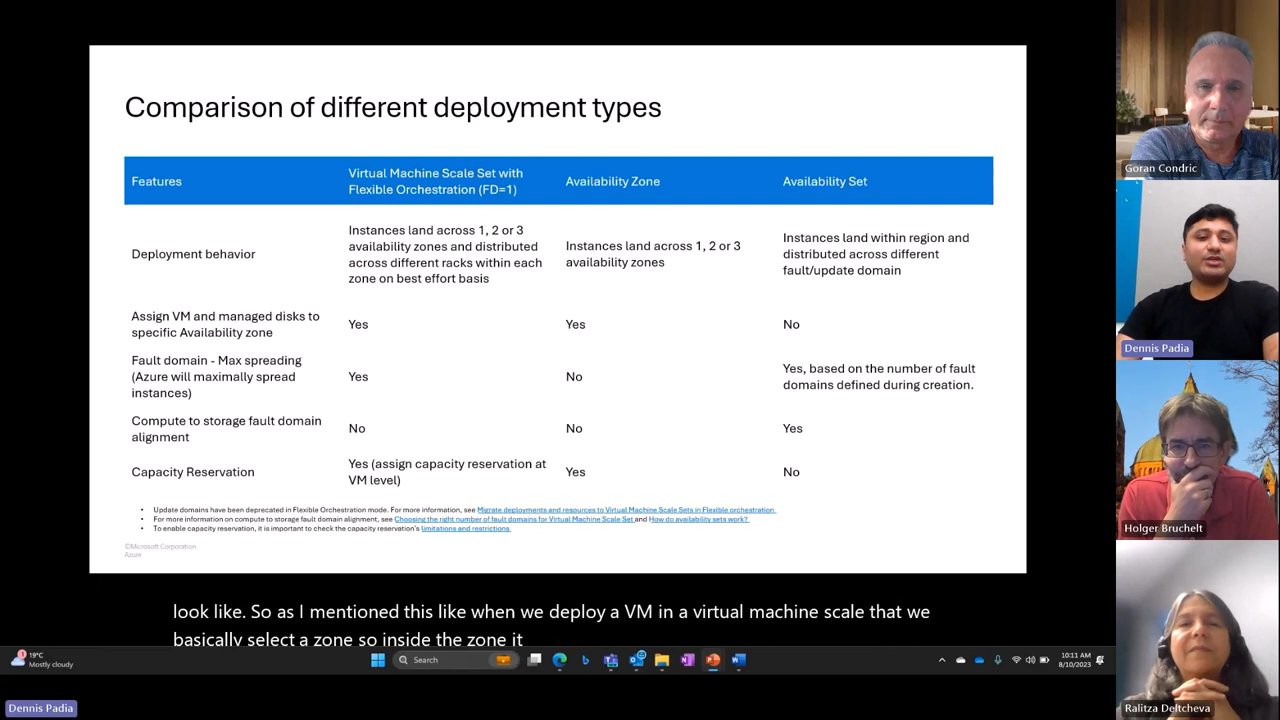 Comparison of different deployment types
Features
Virtual Machine Scale Set with
Flexible Orchestration (FD=1)
Availability Zone
Availability Set
Deployment behavior
Instances land across 1, 2 or 3
availability zones and distributed
across different racks within each
zone on best effort basis
Instances land across 1, 2 or 3
availability zones
Instances land within region and
distributed across different
fault/update domain
Assign VM and managed disks to
specific Availability zone
Yes
Yes
No
Fault domain - Max spreading
(Azure will maximally spread
instances)
Yes
No
Yes, based on the number of fault
domains defined during creation.
Compute to storage fault domain
alignment
No
No
Yes
Capacity Reservation
Yes (assign capacity reservation at
VM level)
Yes
No
• Update domains have been deprecated in Flexible Orchestration mode. For more information, see Migrate deployments and resources to Virtual Machine Scale Sets in Flexible orchestration
• For more information on compute to storage fault domain alignment, see Choosing the right number of fault domains for Virtual Machine Scale Set and How do availability sets work?
• To enable capacity reservation, it is important to check the capacity reservation's limitations and restrictions
©Microsoft Corporation
Azure
look like. So as I mentioned this like when we deploy a VM in a virtual machine scale that we
basically select a zone so inside the zone it
1
19°C
Mostly cloudy
Search
10:11 AM
8/10/2023
Dennis Padia
Goran Condric
Dennis Padia
Holger Bruchelt
Ralitza Deltcheva